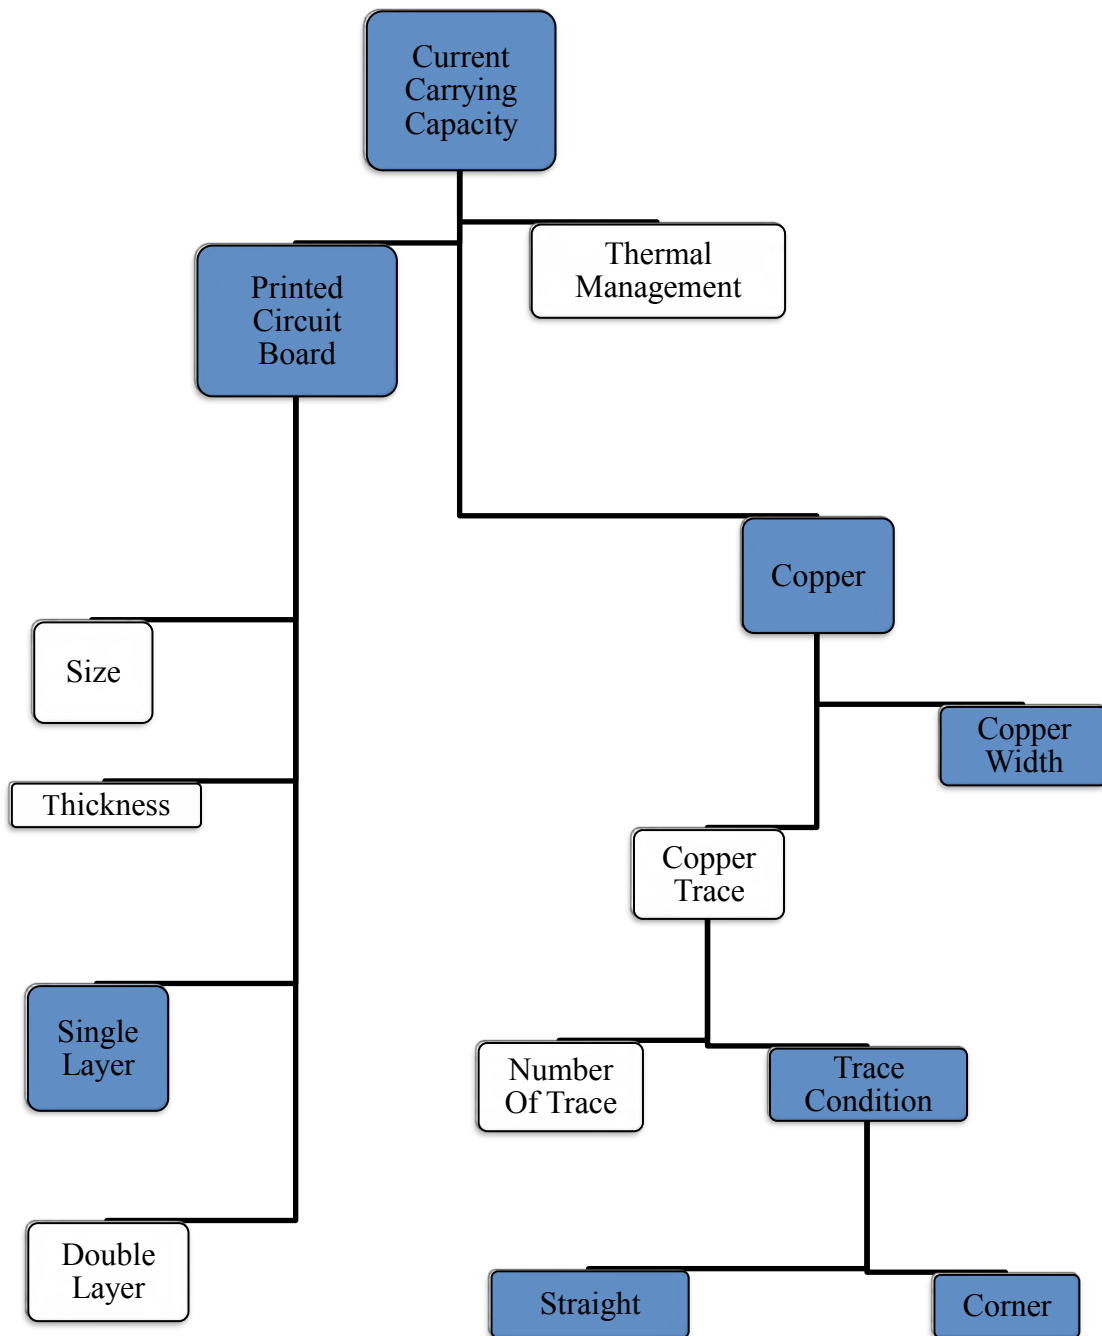 Current
Carrying
Capacity
Thermal
Management
Printed
Circuit
Board
Copper
Size
Copper
Width
Thickness
Copper
Trace
Single
Layer
Number
Of Trace
Trace
Condition
Double
Layer
Straight
Corner